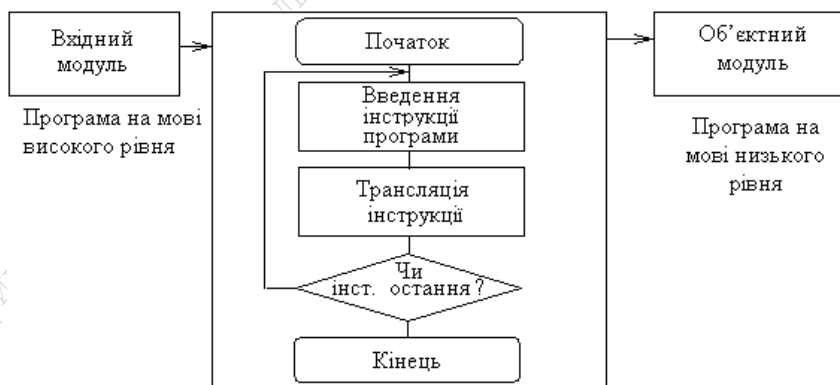 Вхідний
модуль
Програма на мові
високого рівня
Початок
Введення
інструкції
програми
Трансляція
інструкції
Чи
інст. остання ?
Кінець
Об’єктний
модуль
Програма на
мові низького
рівня